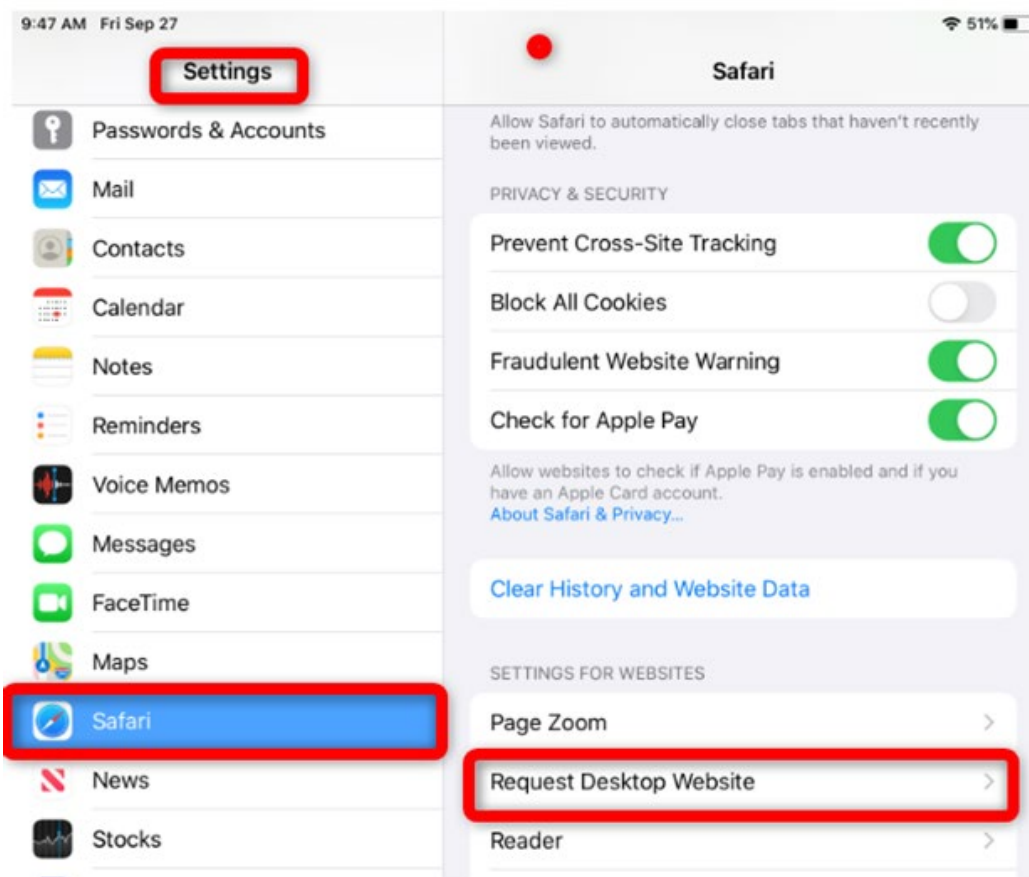 9:47 AM Fri Sep 27
51%
Settings
Passwords & Accounts
Mail
Contacts
Calendar
Notes
Reminders
Voice Memos
Messages
FaceTime
Maps
Safari
News
Stocks
Safari
Allow Safari to automatically close tabs that haven't recently
been viewed.
PRIVACY & SECURITY
Prevent Cross-Site Tracking
Block All Cookies
Fraudulent Website Warning
Check for Apple Pay
Allow websites to check if Apple Pay is enabled and if you
have an Apple Card account.
About Safari & Privacy...
Clear History and Website Data
SETTINGS FOR WEBSITES
Page Zoom
Request Desktop Website
Reader